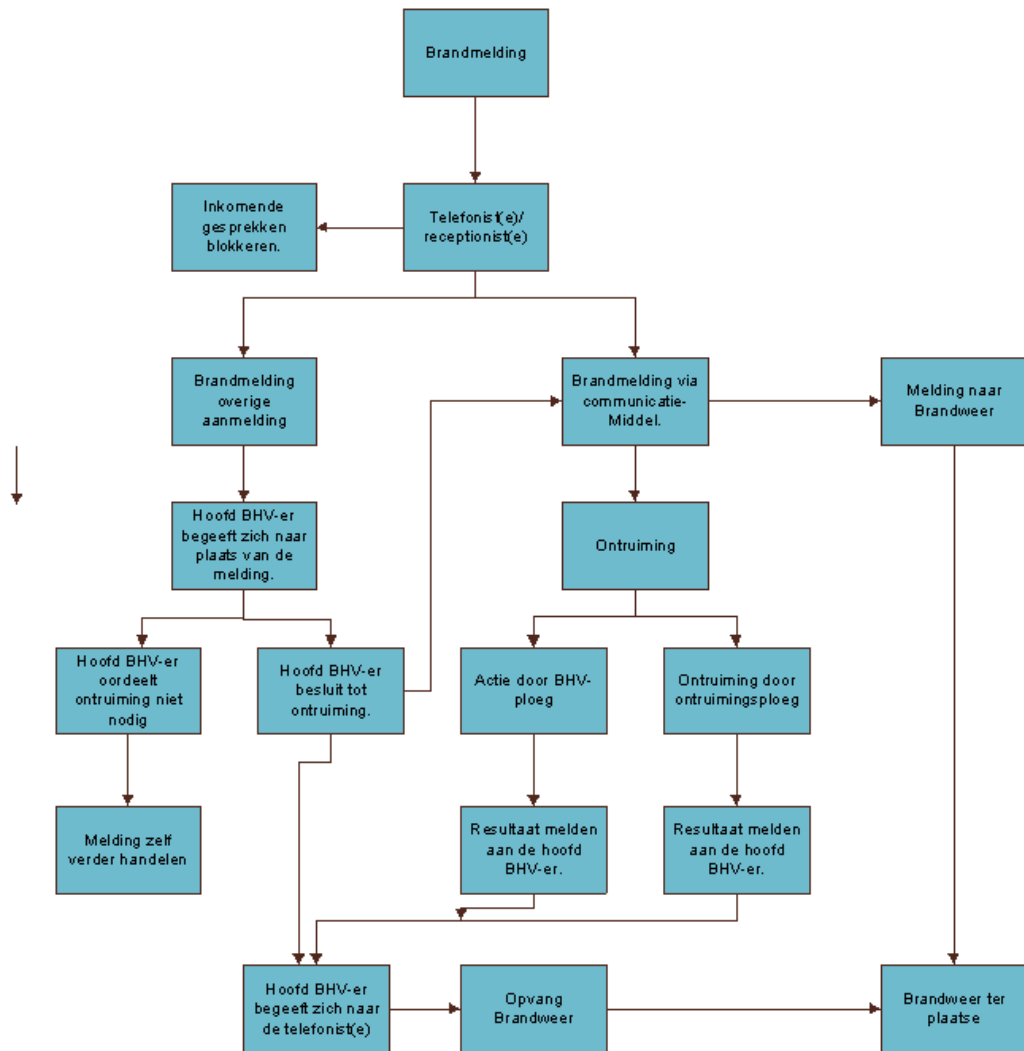 Brandmelding
Inkomende
gesprekken
blokkeren.
Telefonist(e)/
receptionist(e)
Brandmelding
overige
aanmelding
Brandmelding via
communicatie-
Middel.
Melding naar
Brandweer
Hoofd BHV-er
begeeft zich naar
plaats van de
melding.
Ontruiming
Hoofd BHV-er
oordeelt
ontruiming niet
nodig
Hoofd BHV-er
besluit tot
ontruiming.
Actie door BHV-
ploeg
Ontruiming door
ontruimingsploeg
Melding zelf
verder handelen
Resultaat melden
aan de hoofd
BHV-er.
Resultaat melden
aan de hoofd
BHV-er.
Hoofd BHV-er
begeeft zich naar
de telefonist(e)
Opvang
Brandweer
Brandweer ter
plaatse